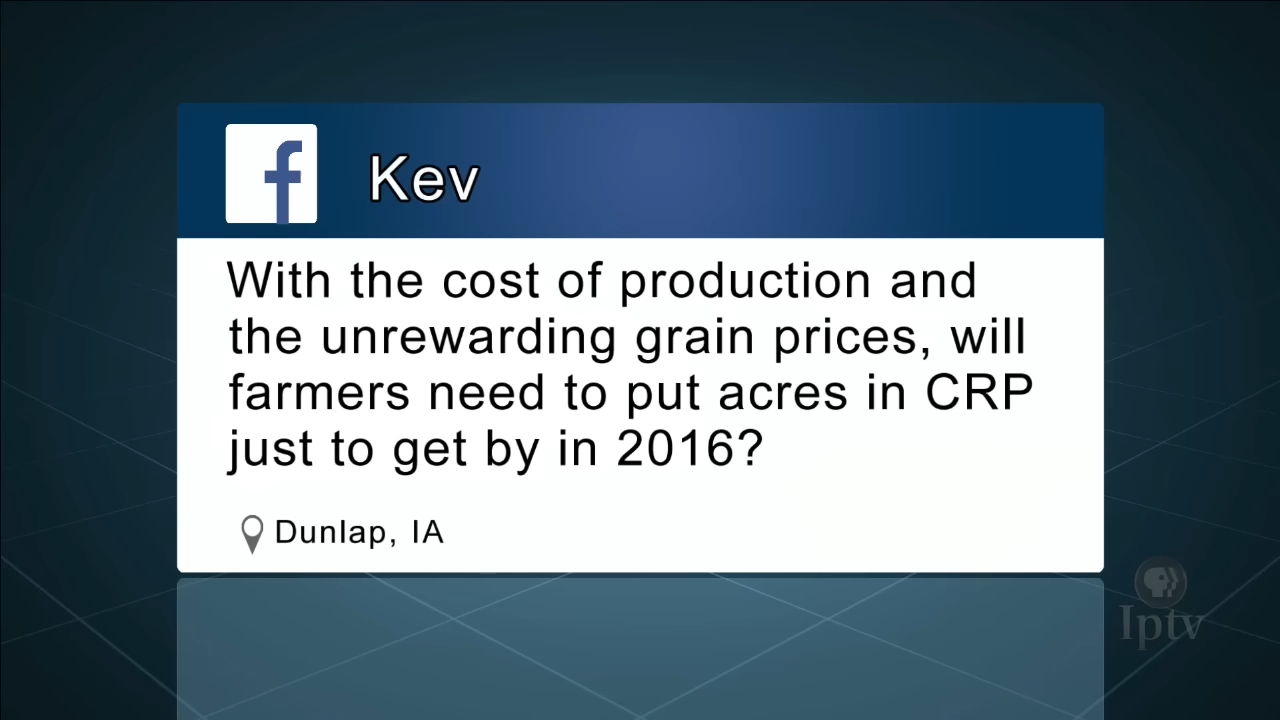 Kev
With the cost of production and
the unrewarding grain prices, will
farmers need to put acres in CRP
just to get by in 2016?
Dunlap, IA
Iptv